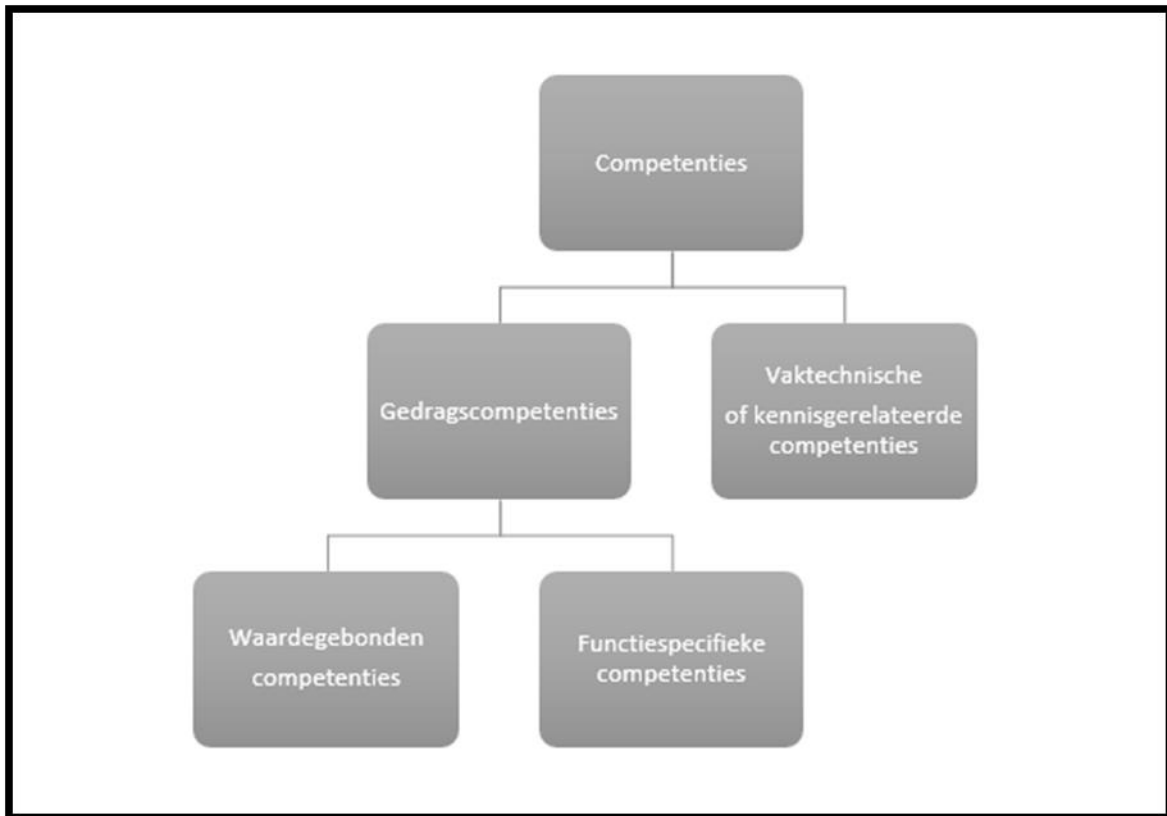 Competenties
Gedragscompetenties
Vaktechnische
of kennisgerelateerde
competenties
Waardegebonden
competenties
Functiespecifieke
competenties